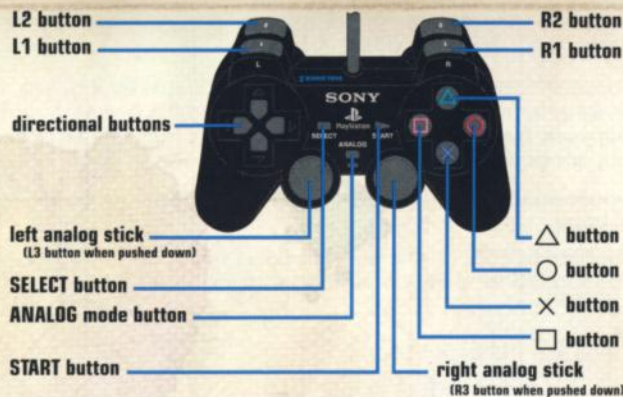 L2 button
L1 button
R2 button
R1 button
L
R
SONY
PlayStation
SELECT
START
ANALOG
directional buttons
left analog stick
(L3 button when pushed down)
SELECT button
ANALOG mode button
START button
△ button
○ button
✕ button
□ button
right analog stick
(R3 button when pushed down)